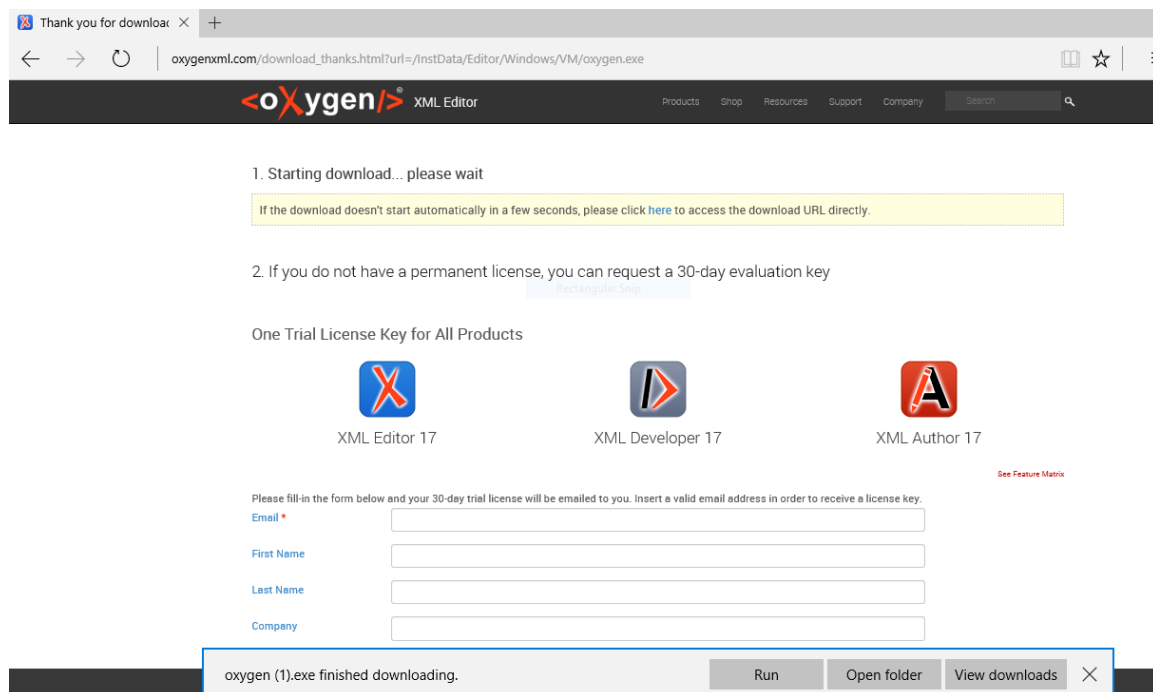 Thank you for downloac
oxygenxml.com/download_thanks.html?url=/InstData/Editor/Windows/VM/oxygen.exe
<oXygen/>® XML Editor
Products Shop Resources Support Company Search
1. Starting download... please wait
If the download doesn't start automatically in a few seconds, please click here to access the download URL directly.
2. If you do not have a permanent license, you can request a 30-day evaluation key
Rectangular Snip
One Trial License Key for All Products
XML Editor 17 XML Developer 17 XML Author 17
See Feature Matrix
Please fill-in the form below and your 30-day trial license will be emailed to you. Insert a valid email address in order to receive a license key.
Email *
First Name
Last Name
Company
oxygen (1).exe finished downloading. Run Open folder View downloads